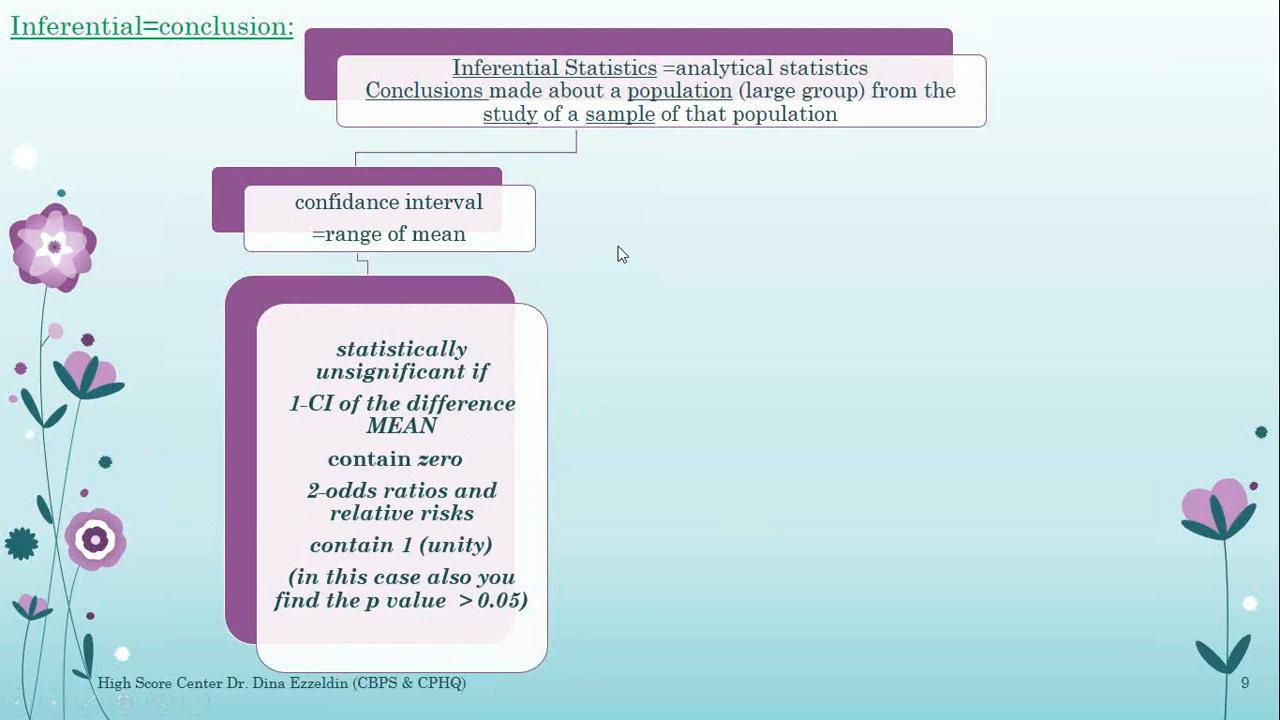 Inferential=conclusion:
Inferential Statistics =analytical statistics
Conclusions made about a population (large group) from the
study of a sample of that population
confidance interval
=range of mean
statistically
unsignificant if
1-CI of the difference
MEAN
contain zero
2-odds ratios and
relative risks
contain 1 (unity)
(in this case also you
find the p value  > 0.05)
High Score Center Dr. Dina Ezzeldin (CBPS & CPHQ)
9